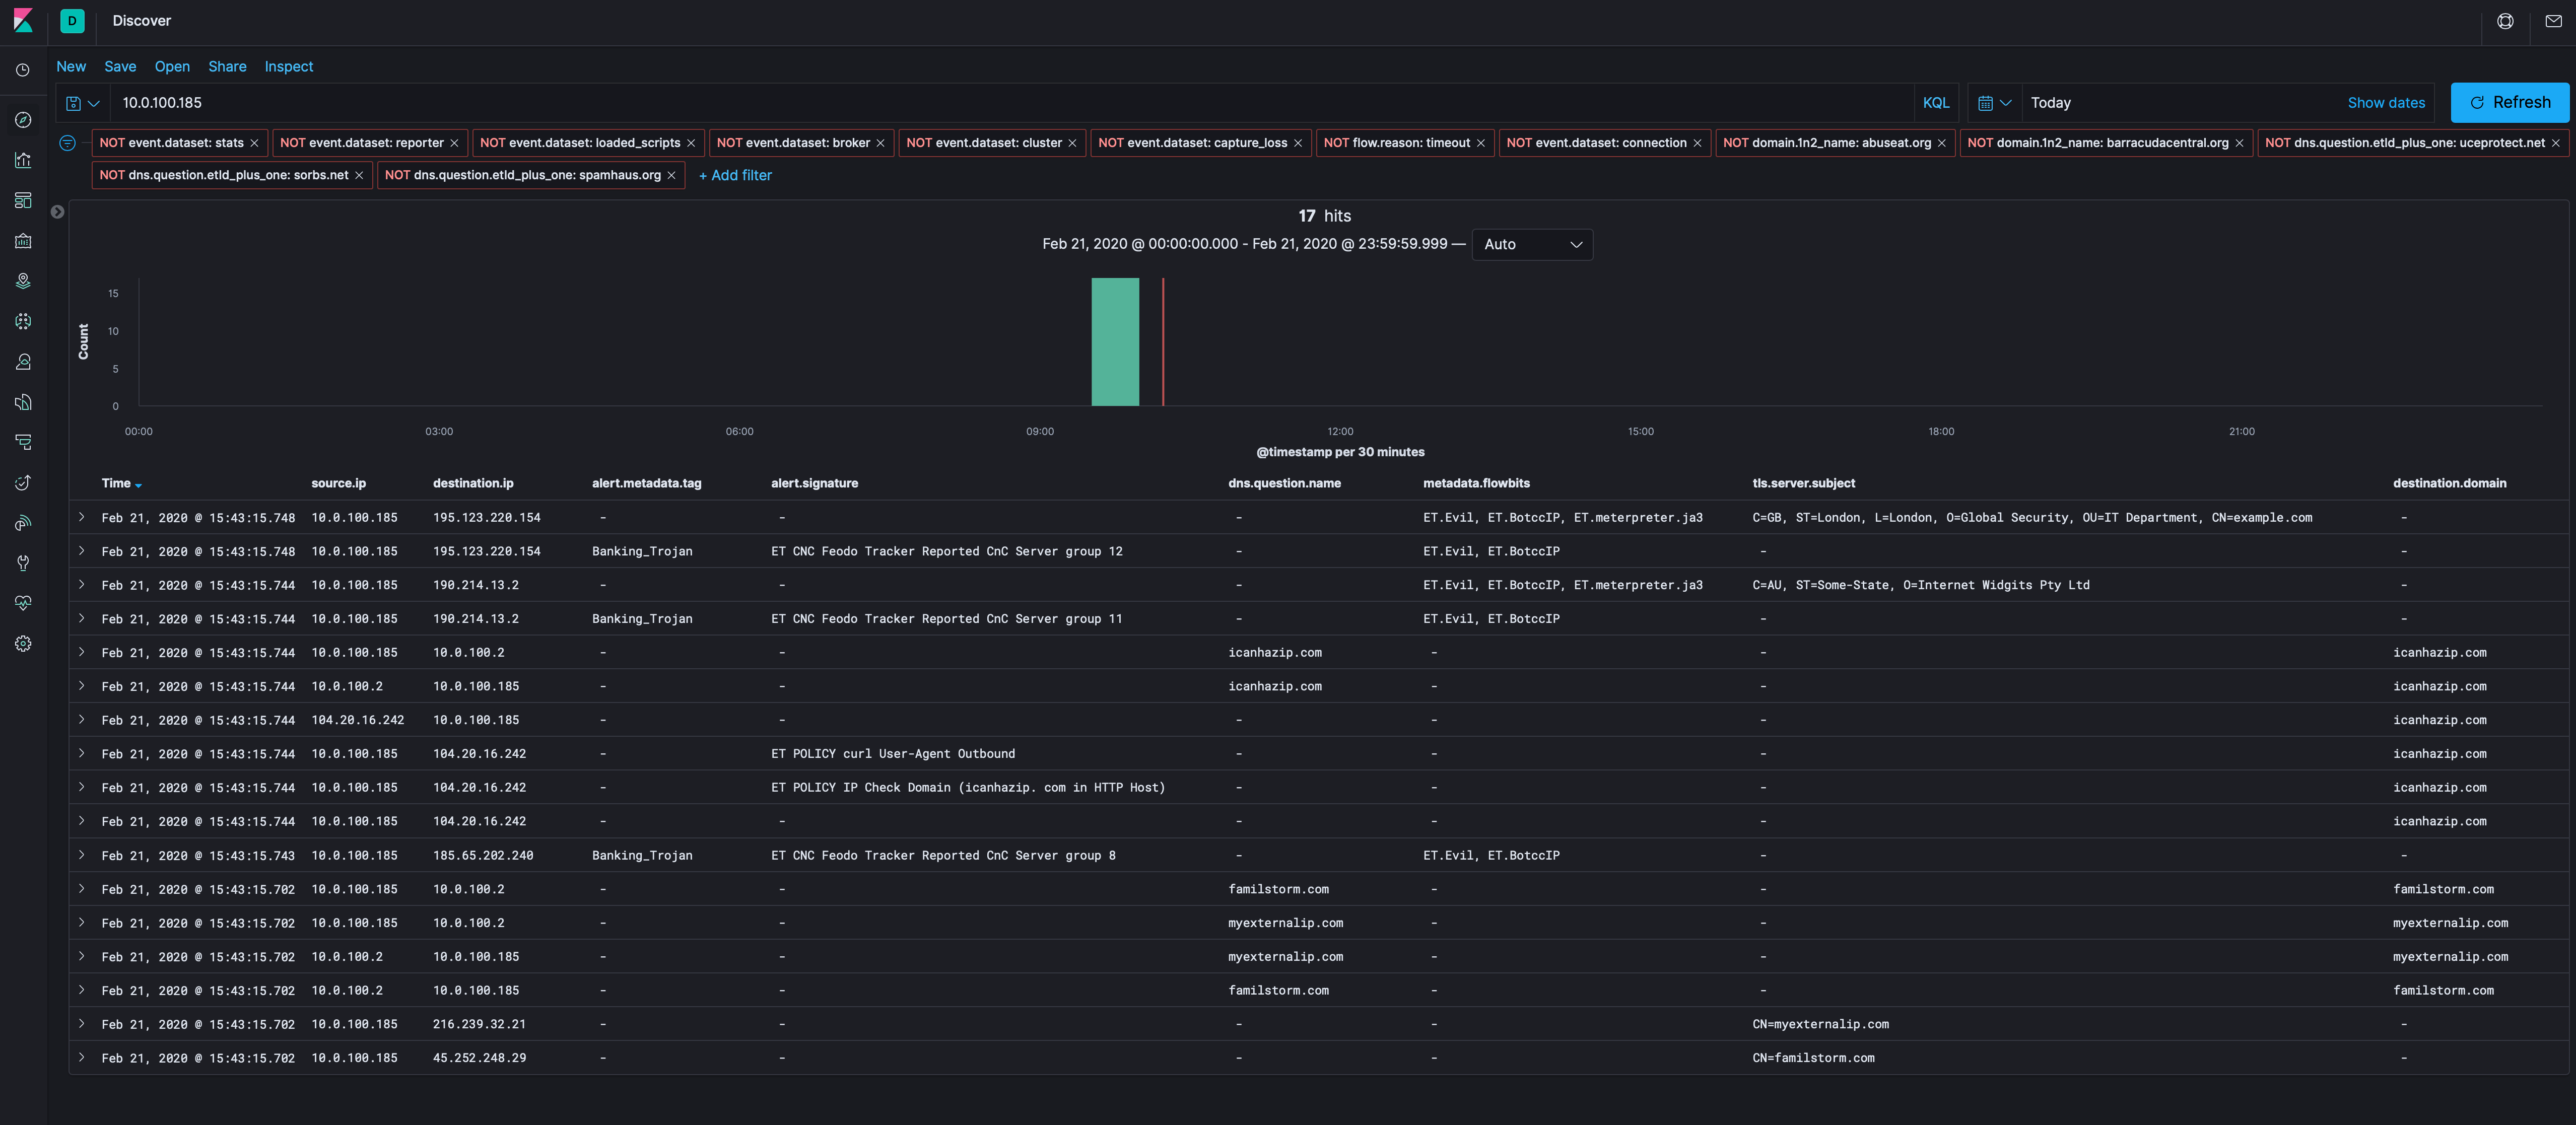 D Discover
New Save Open Share Inspect
10.0.100.185 KQL Today Show dates Refresh
NOT event.dataset: stats × NOT event.dataset: reporter × NOT event.dataset: loaded_scripts × NOT event.dataset: broker × NOT event.dataset: cluster × NOT event.dataset: capture_loss × NOT flow.reason: timeout × NOT event.dataset: connection × NOT domain.1n2_name: abuseat.org × NOT domain.1n2_name: barracudacentral.org × NOT dns.question.etld_plus_one: uceprotect.net ×
NOT dns.question.etld_plus_one: sorbs.net × NOT dns.question.etld_plus_one: spamhaus.org × + Add filter
17 hits
Feb 21, 2020 @ 00:00:00.000 - Feb 21, 2020 @ 23:59:59.999 — Auto
15
10
5
0
Count
00:00 03:00 06:00 09:00 12:00 15:00 18:00 21:00
@timestamp per 30 minutes
Time source.ip destination.ip alert.metadata.tag alert.signature dns.question.name metadata.flowbits tls.server.subject destination.domain
Feb 21, 2020 @ 15:43:15.748 10.0.100.185 195.123.220.154 - - - ET.Evil, ET.BotccIP, ET.meterpreter.ja3 C=GB, ST=London, L=London, O=Global Security, OU=IT Department, CN=example.com -
Feb 21, 2020 @ 15:43:15.748 10.0.100.185 195.123.220.154 Banking_Trojan ET CNC Feodo Tracker Reported CnC Server group 12 - ET.Evil, ET.BotccIP - -
Feb 21, 2020 @ 15:43:15.744 10.0.100.185 190.214.13.2 - - - ET.Evil, ET.BotccIP, ET.meterpreter.ja3 C=AU, ST=Some-State, O=Internet Widgits Pty Ltd -
Feb 21, 2020 @ 15:43:15.744 10.0.100.185 190.214.13.2 Banking_Trojan ET CNC Feodo Tracker Reported CnC Server group 11 - ET.Evil, ET.BotccIP - -
Feb 21, 2020 @ 15:43:15.744 10.0.100.185 10.0.100.2 - - icanhazip.com - - icanhazip.com
Feb 21, 2020 @ 15:43:15.744 10.0.100.2 10.0.100.185 - - icanhazip.com - - icanhazip.com
Feb 21, 2020 @ 15:43:15.744 104.20.16.242 10.0.100.185 - - - - - icanhazip.com
Feb 21, 2020 @ 15:43:15.744 10.0.100.185 104.20.16.242 - ET POLICY curl User-Agent Outbound - - - icanhazip.com
Feb 21, 2020 @ 15:43:15.744 10.0.100.185 104.20.16.242 - ET POLICY IP Check Domain (icanhazip. com in HTTP Host) - - - icanhazip.com
Feb 21, 2020 @ 15:43:15.744 10.0.100.185 104.20.16.242 - - - - - icanhazip.com
Feb 21, 2020 @ 15:43:15.743 10.0.100.185 185.65.202.240 Banking_Trojan ET CNC Feodo Tracker Reported CnC Server group 8 - ET.Evil, ET.BotccIP - -
Feb 21, 2020 @ 15:43:15.702 10.0.100.185 10.0.100.2 - - familstorm.com - - familstorm.com
Feb 21, 2020 @ 15:43:15.702 10.0.100.185 10.0.100.2 - - myexternalip.com - - myexternalip.com
Feb 21, 2020 @ 15:43:15.702 10.0.100.2 10.0.100.185 - - myexternalip.com - - myexternalip.com
Feb 21, 2020 @ 15:43:15.702 10.0.100.2 10.0.100.185 - - familstorm.com - - familstorm.com
Feb 21, 2020 @ 15:43:15.702 10.0.100.185 216.239.32.21 - - - - CN=myexternalip.com -
Feb 21, 2020 @ 15:43:15.702 10.0.100.185 45.252.248.29 - - - - CN=familstorm.com -